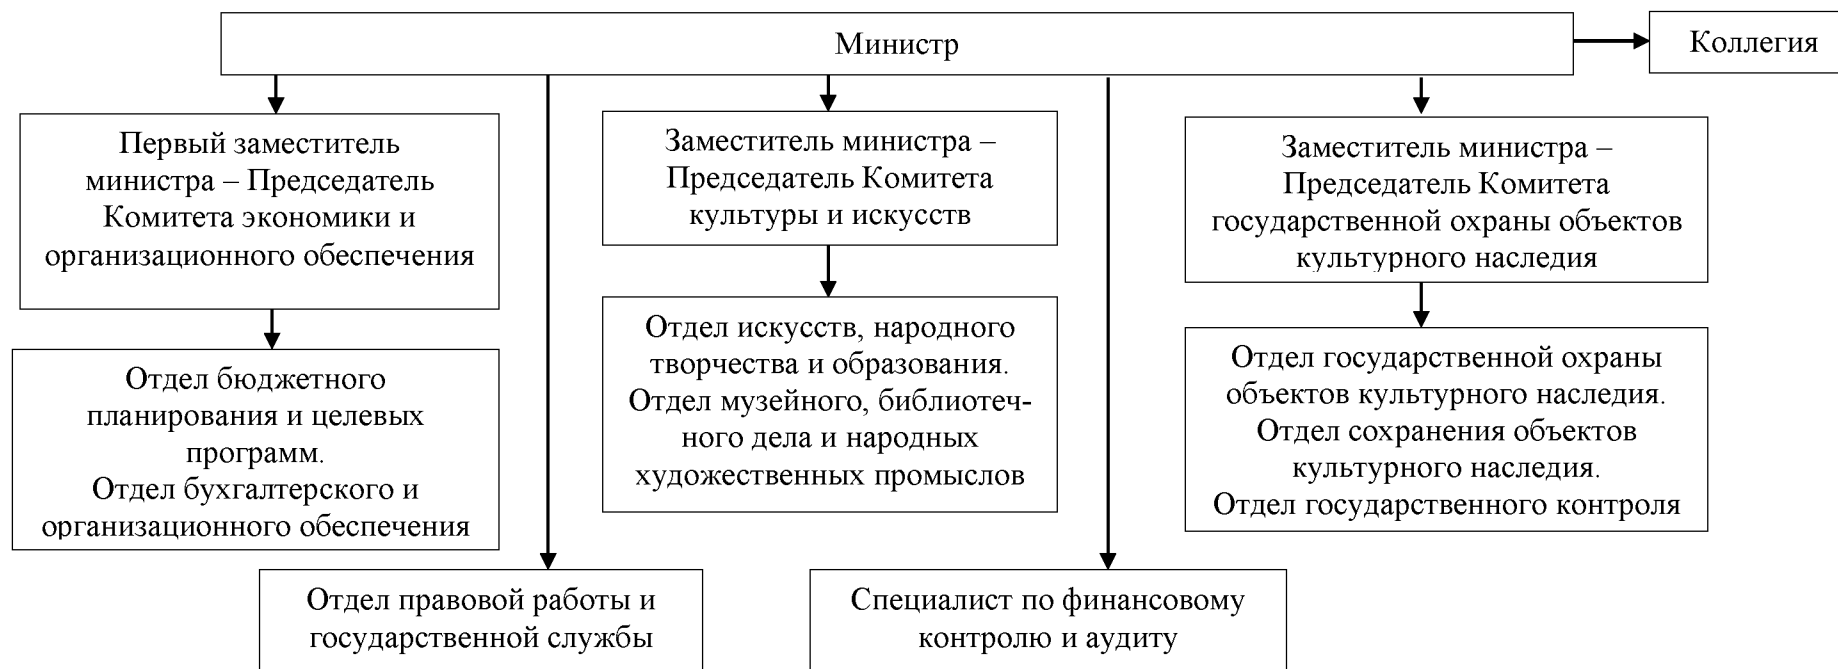 Министр
Коллегия
Первый заместитель
министра – Председатель
Комитета экономики и
организационного обеспечения
Заместитель министра –
Председатель Комитета
культуры и искусств
Заместитель министра –
Председатель Комитета
государственной охраны объектов
культурного наследия
Отдел бюджетного
планирования и целевых
программ.
Отдел бухгалтерского и
организационного обеспечения
Отдел искусств, народного
творчества и образования.
Отдел музейного, библиотеч-
ного дела и народных
художественных промыслов
Отдел государственной охраны
объектов культурного наследия.
Отдел сохранения объектов
культурного наследия.
Отдел государственного контроля
Отдел правовой работы и
государственной службы
Специалист по финансовому
контролю и аудиту